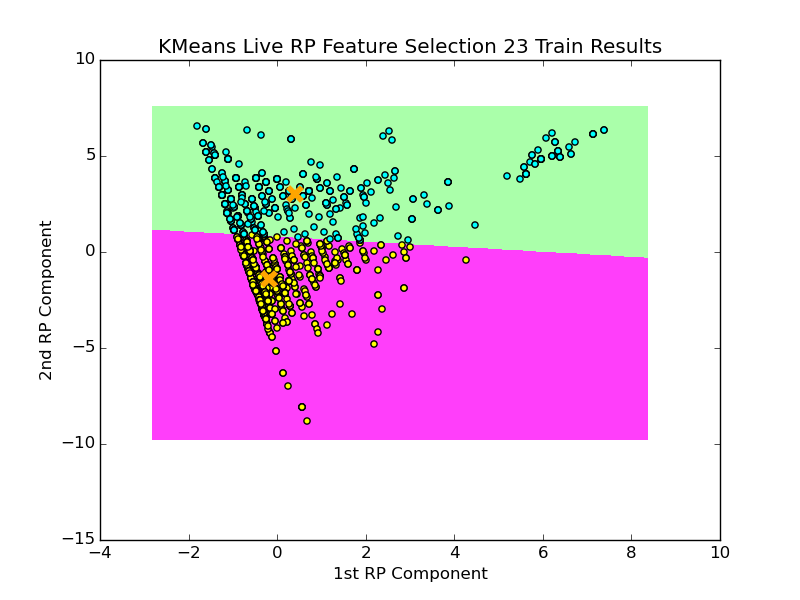 KMeans Live RP Feature Selection 23 Train Results
10
5
0
−5
−10
−15
2nd RP Component
−4 −2 0 2 4 6 8 10
1st RP Component